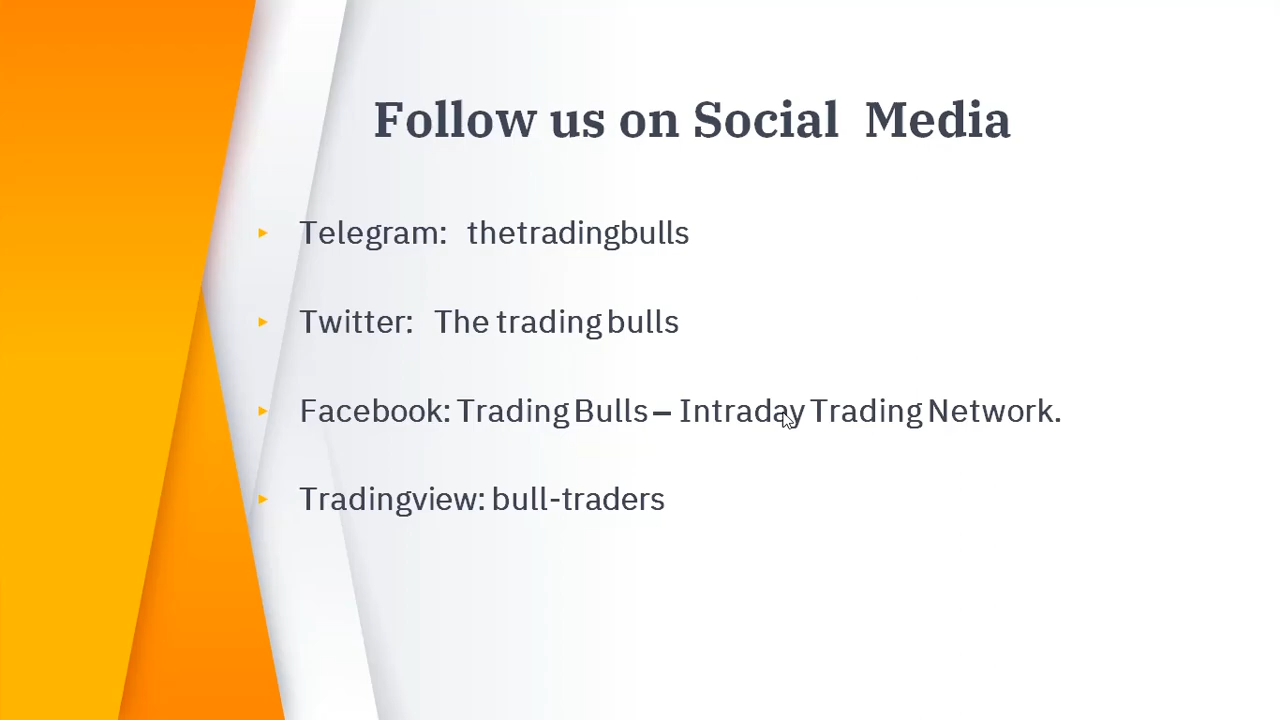 Follow us on Social Media
Telegram: thetradingbulls
Twitter: The trading bulls
Facebook: Trading Bulls – Intraday Trading Network.
Tradingview: bull-traders